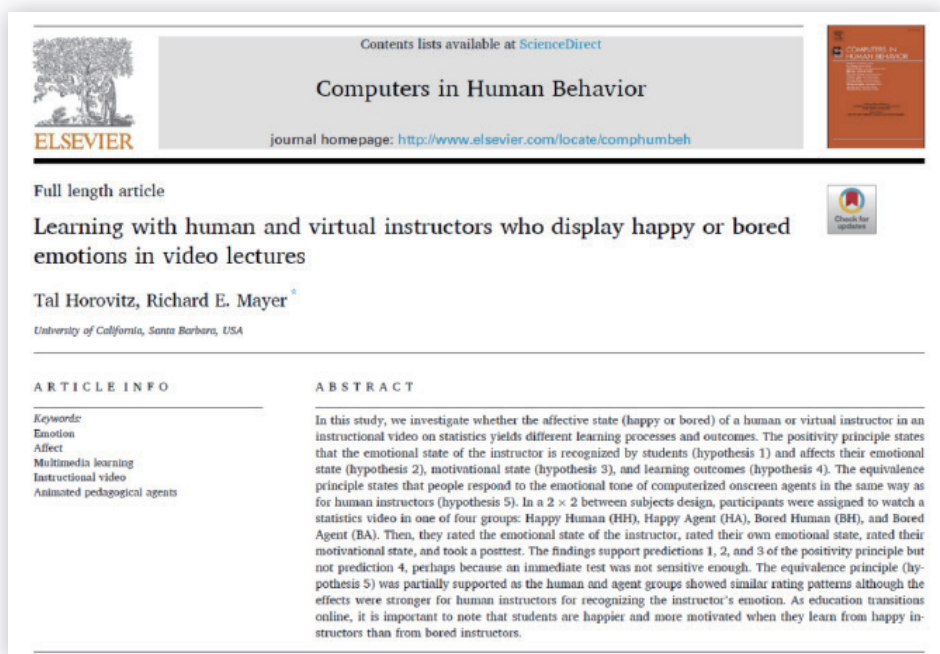 Contents lists available at ScienceDirect
COMPUTERS IN
HUMAN BEHAVIOR
Computers in Human Behavior
ELSEVIER
journal homepage: http://www.elsevier.com/locate/comphumbeh
Full length article
Check for
updates
Learning with human and virtual instructors who display happy or bored
emotions in video lectures
Tal Horovitz, Richard E. Mayer *
University of California, Santa Barbara, USA
ARTICLE INFO
Keywords:
Emotion
Affect
Multimedia learning
Instructional video
Animated pedagogical agents
ABSTRACT
In this study, we investigate whether the affective state (happy or bored) of a human or virtual instructor in an
instructional video on statistics yields different learning processes and outcomes. The positivity principle states
that the emotional state of the instructor is recognized by students (hypothesis 1) and affects their emotional
state (hypothesis 2), motivational state (hypothesis 3), and learning outcomes (hypothesis 4). The equivalence
principle states that people respond to the emotional tone of computerized onscreen agents in the same way as
for human instructors (hypothesis 5). In a 2 × 2 between subjects design, participants were assigned to watch a
statistics video in one of four groups: Happy Human (HH), Happy Agent (HA), Bored Human (BH), and Bored
Agent (BA). Then, they rated the emotional state of the instructor, rated their own emotional state, rated their
motivational state, and took a posttest. The findings support predictions 1, 2, and 3 of the positivity principle but
not prediction 4, perhaps because an immediate test was not sensitive enough. The equivalence principle (hy-
pothesis 5) was partially supported as the human and agent groups showed similar rating patterns although the
effects were stronger for human instructors for recognizing the instructor's emotion. As education transitions
online, it is important to note that students are happier and more motivated when they learn from happy in-
structors than from bored instructors.